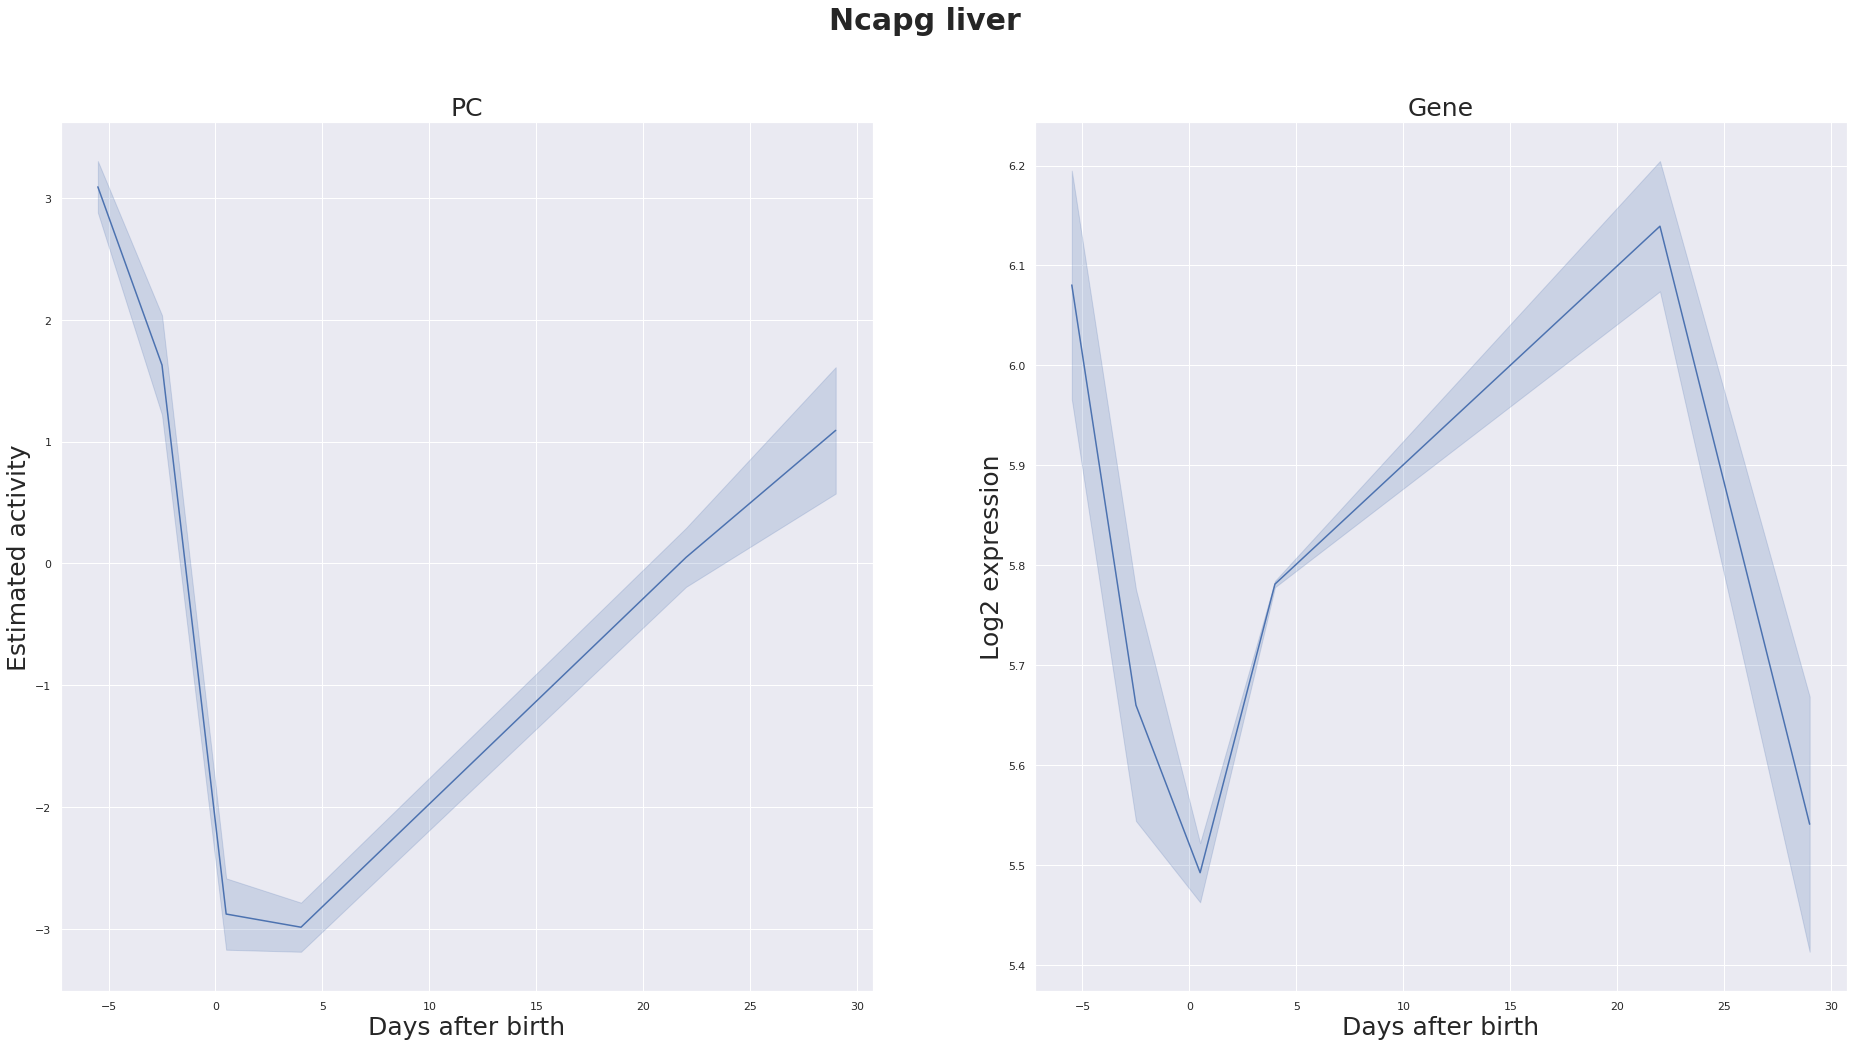 Ncapg liver
PC
Estimated activity
3
2
1
0
−1
−2
−3
−5 0 5 10 15 20 25 30
Days after birth
Gene
Log2 expression
6.2
6.1
6.0
5.9
5.8
5.7
5.6
5.5
5.4
−5 0 5 10 15 20 25 30
Days after birth